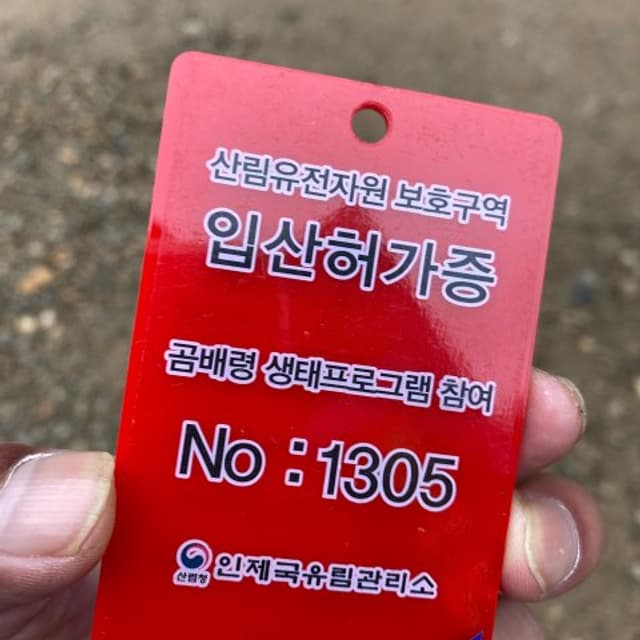 산림유전자원 보호구역
입산허가증
곰배령 생태프로그램 참여
No : 1305
산림청 인제국유림관리소